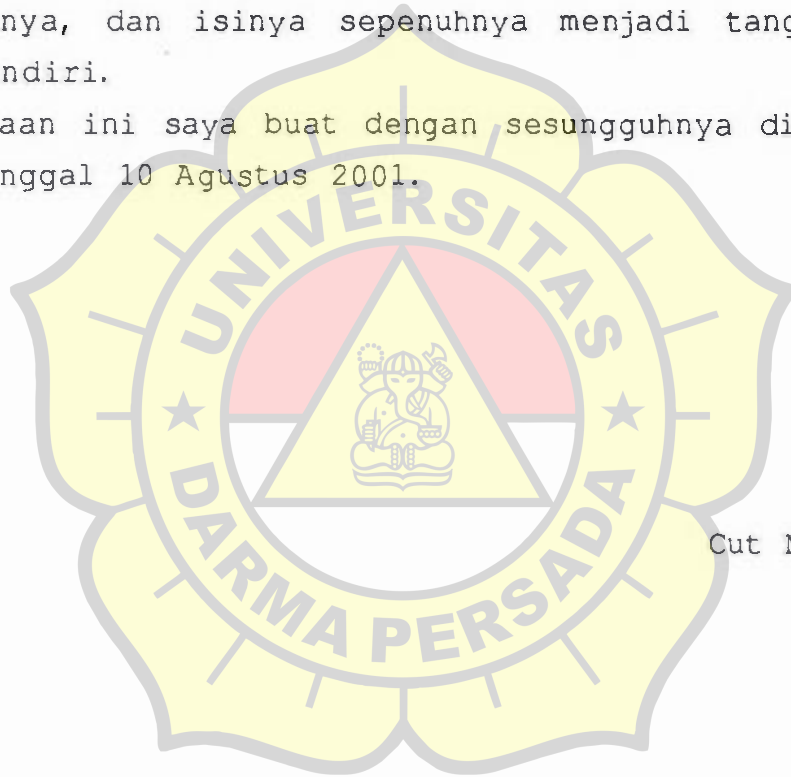 nya, dan isinya sepenuhnya menjadi tang
ndiri.
aan ini saya buat dengan sesungguhnya di
nggal 10 Agustus 2001.
UNIVERSITAS
DARMA PERSADA
Cut